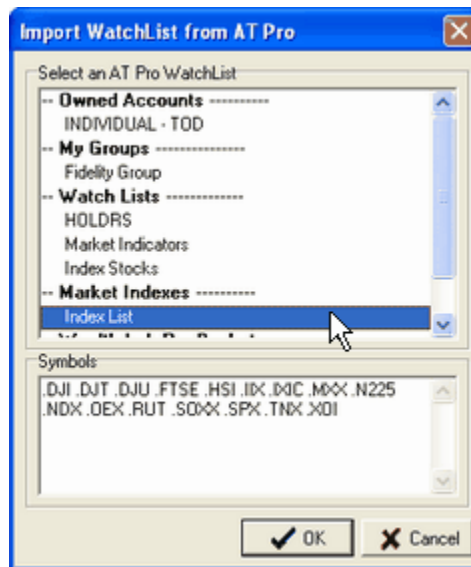 Import WatchList from AT Pro
Select an AT Pro WatchList
-- Owned Accounts ----------
INDIVIDUAL - TOD
-- My Groups ---------------
Fidelity Group
-- Watch Lists -------------
HOLDRS
Market Indicators
Index Stocks
-- Market Indexes ----------
Index List
Symbols
.DJI .DJT .DJU .FTSE .HSI .IIX .IXIC .MXX .N225
.NDX .OEX .RUT .SOXX .SPX .TNX .XOI
OK
Cancel